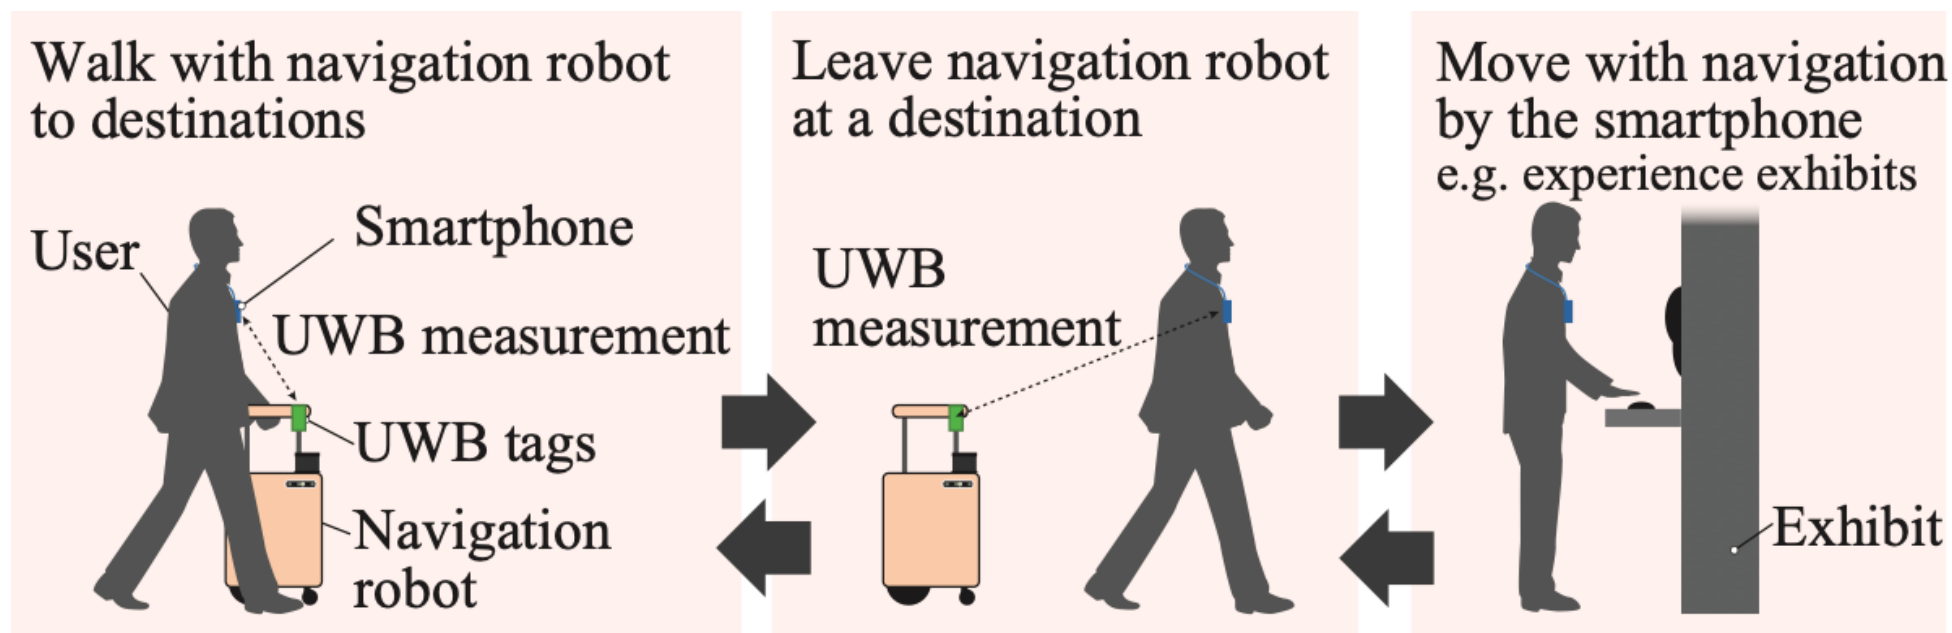 Walk with navigation robot
to destinations
User
Smartphone
UWB measurement
UWB tags
Navigation
robot
Leave navigation robot
at a destination
UWB
measurement
Move with navigation
by the smartphone
e.g. experience exhibits
Exhibit